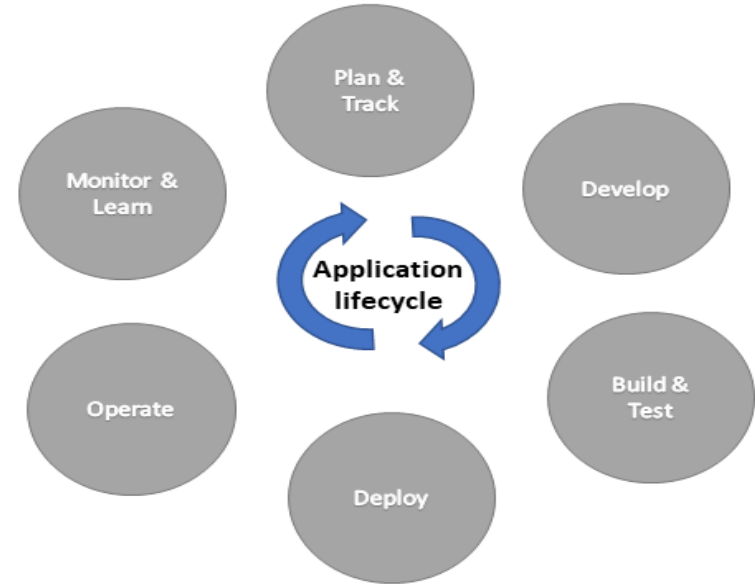 Plan &
Track
Monitor &
Learn
Develop
Application
lifecycle
Build &
Test
Operate
Deploy